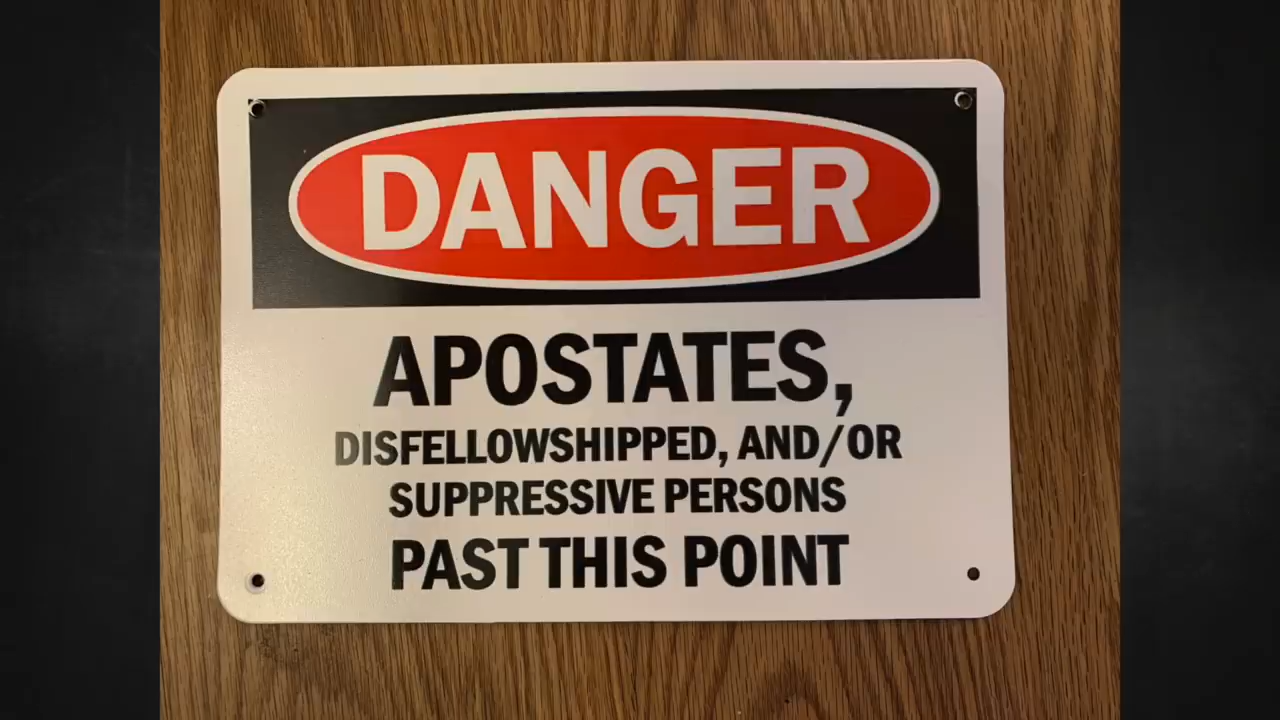 DANGER
APOSTATES,
DISFELLOWSHIPPED, AND/OR
SUPPRESSIVE PERSONS
PAST THIS POINT